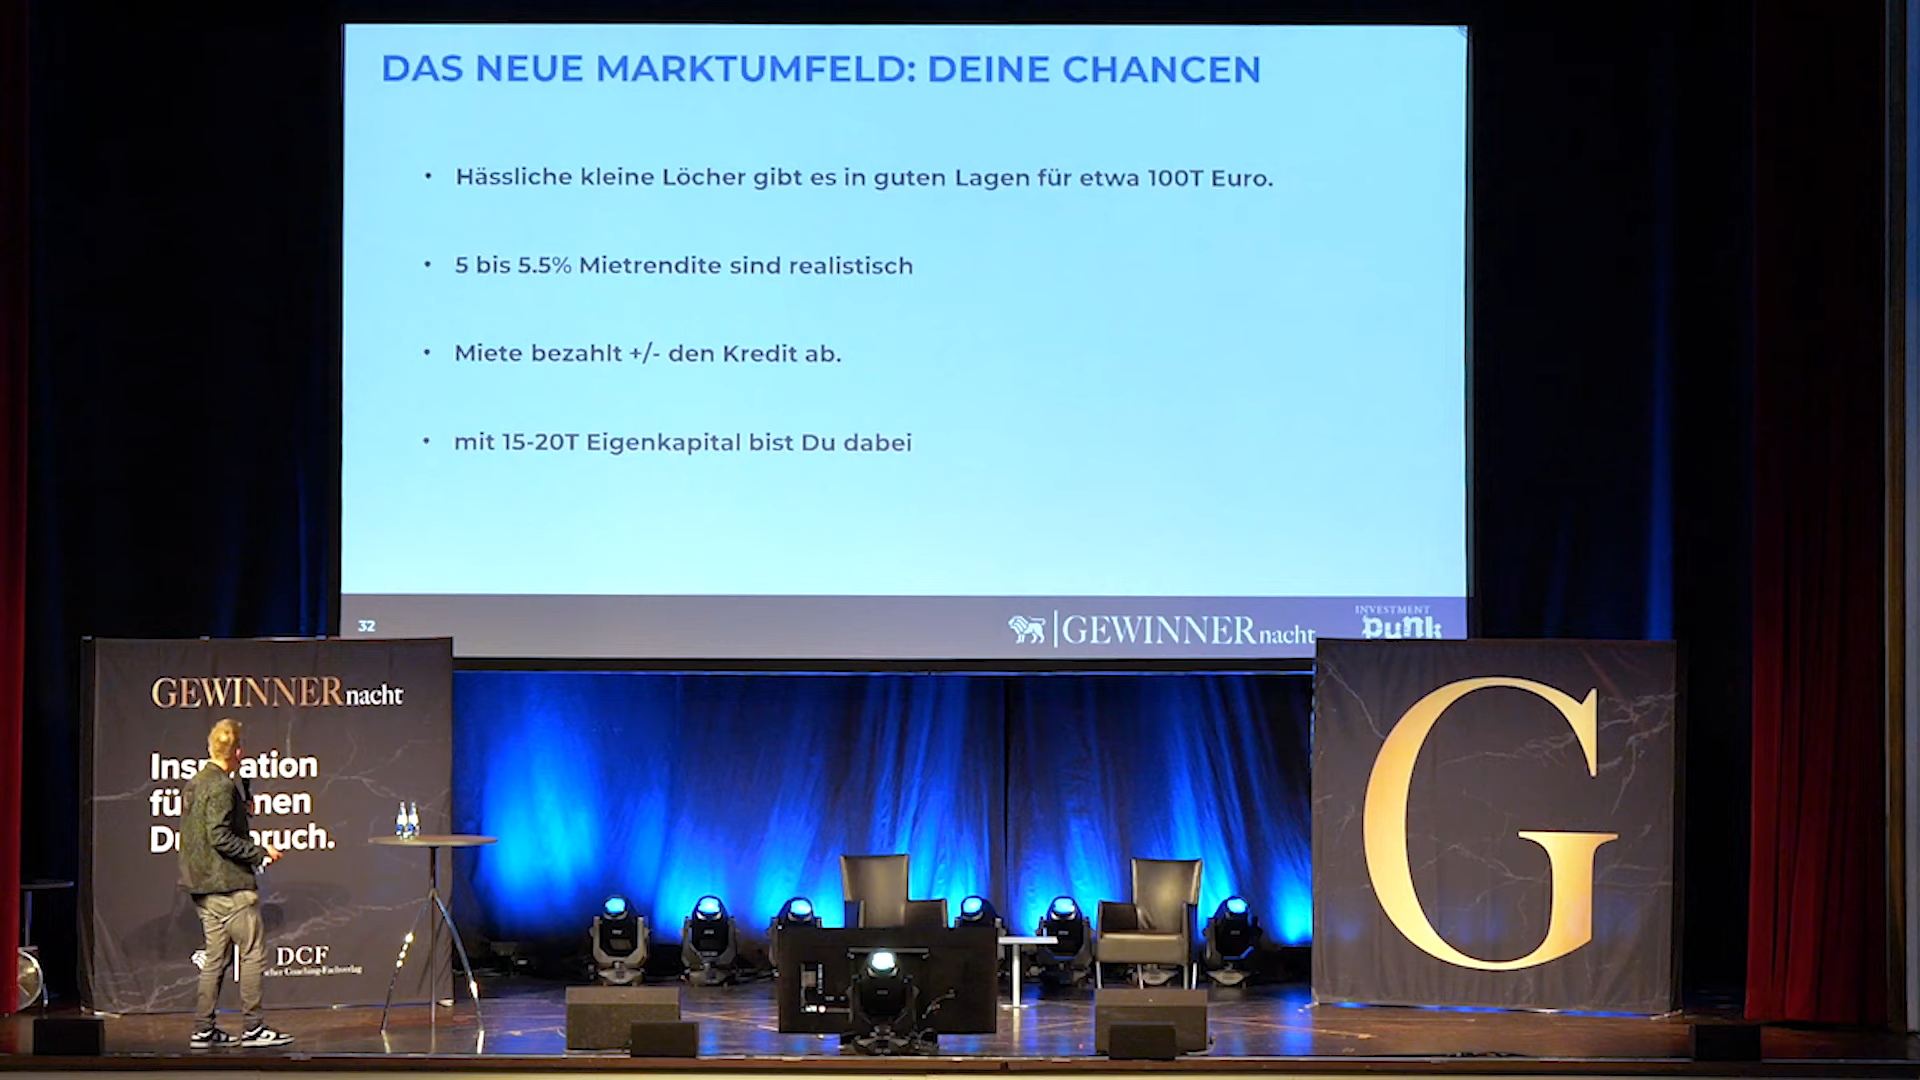 DAS NEUE MARKTUMFELD: DEINE CHANCEN
• Hässliche kleine Löcher gibt es in guten Lagen für etwa 100T Euro.
• 5 bis 5.5% Mietrendite sind realistisch
• Miete bezahlt +/- den Kredit ab.
• mit 15-20T Eigenkapital bist Du dabei
32
GEWINNERnacht
INVESTMENT
punk
GEWINNERnacht
DCF
Coaching-Fachverlag
G